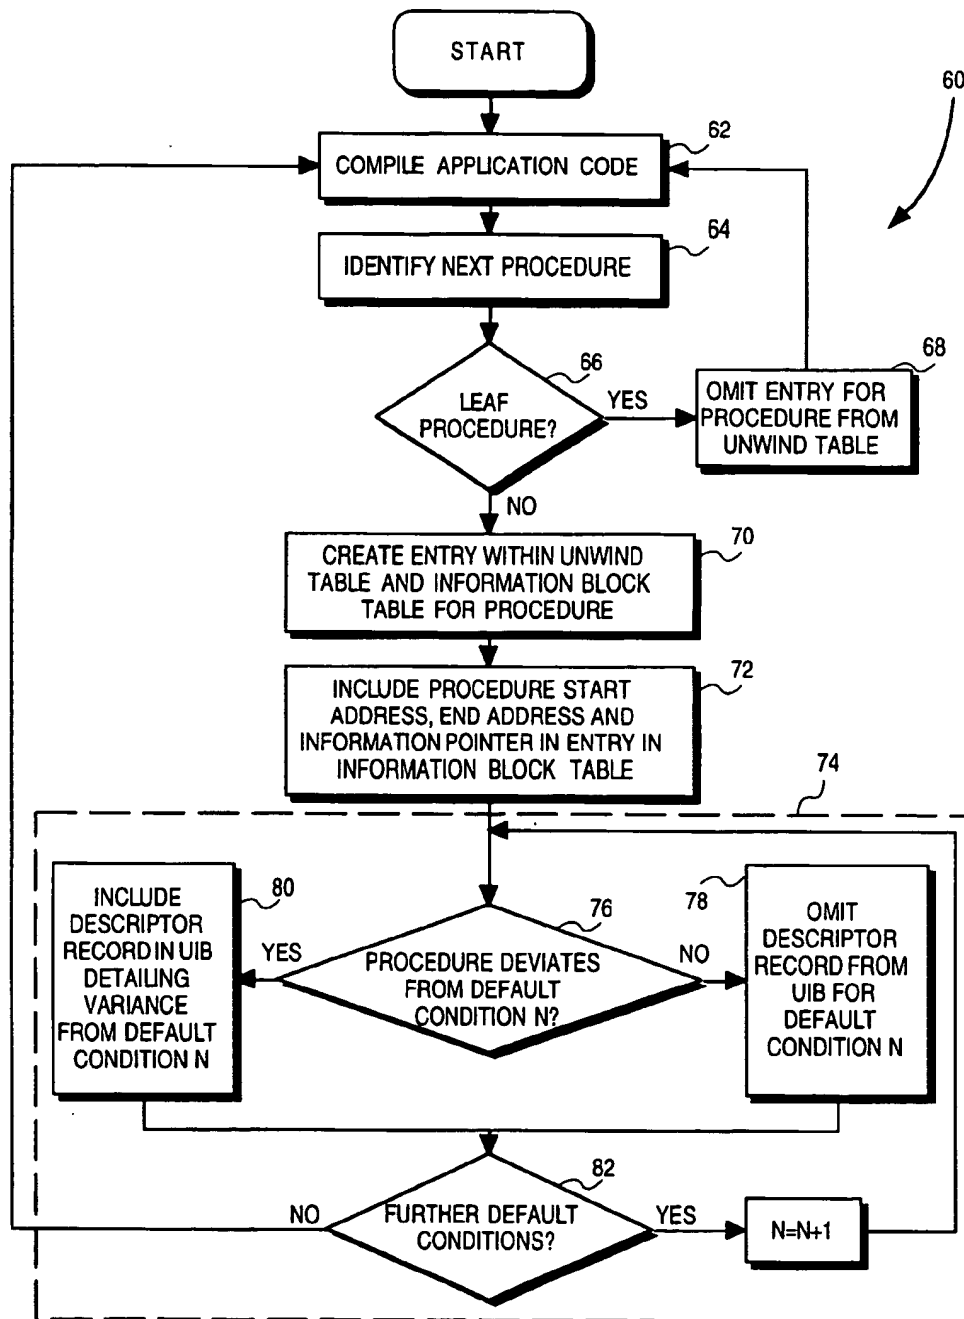 START
60
62
COMPILE APPLICATION CODE
64
IDENTIFY NEXT PROCEDURE
66
LEAF
PROCEDURE?
YES
68
OMIT ENTRY FOR
PROCEDURE FROM
UNWIND TABLE
NO
70
CREATE ENTRY WITHIN UNWIND
TABLE AND INFORMATION BLOCK
TABLE FOR PROCEDURE
72
INCLUDE PROCEDURE START
ADDRESS, END ADDRESS AND
INFORMATION POINTER IN ENTRY IN
INFORMATION BLOCK TABLE
74
80
INCLUDE
DESCRIPTOR
RECORD IN UIB
DETAILING
VARIANCE
FROM DEFAULT
CONDITION N
YES
76
PROCEDURE DEVIATES
FROM DEFAULT
CONDITION N?
NO
78
OMIT
DESCRIPTOR
RECORD FROM
UIB FOR
DEFAULT
CONDITION N
82
NO
FURTHER DEFAULT
CONDITIONS?
YES
N=N+1